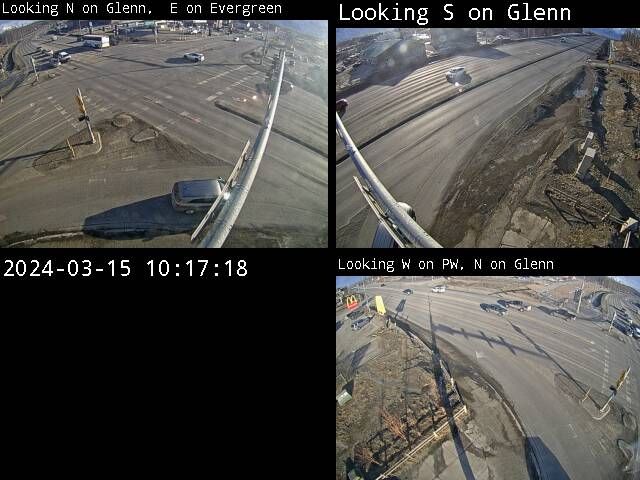 Looking N on Glenn,  E on Evergreen
Looking S on Glenn
2024-03-15 10:17:18
Looking W on PW, N on Glenn